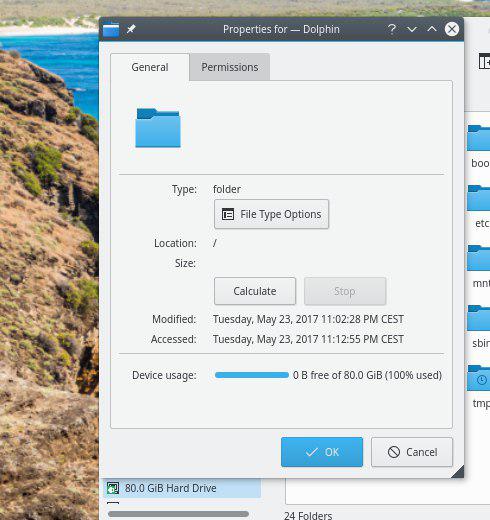 Properties for — Dolphin
General Permissions
Type: folder
File Type Options
Location: /
Size:
Calculate Stop
Modified: Tuesday, May 23, 2017 11:02:28 PM CEST
Accessed: Tuesday, May 23, 2017 11:12:55 PM CEST
Device usage: 0 B free of 80.0 GiB (100% used)
OK Cancel
80.0 GiB Hard Drive
24 Folders
boo
etc
mnt
sbin
tmp